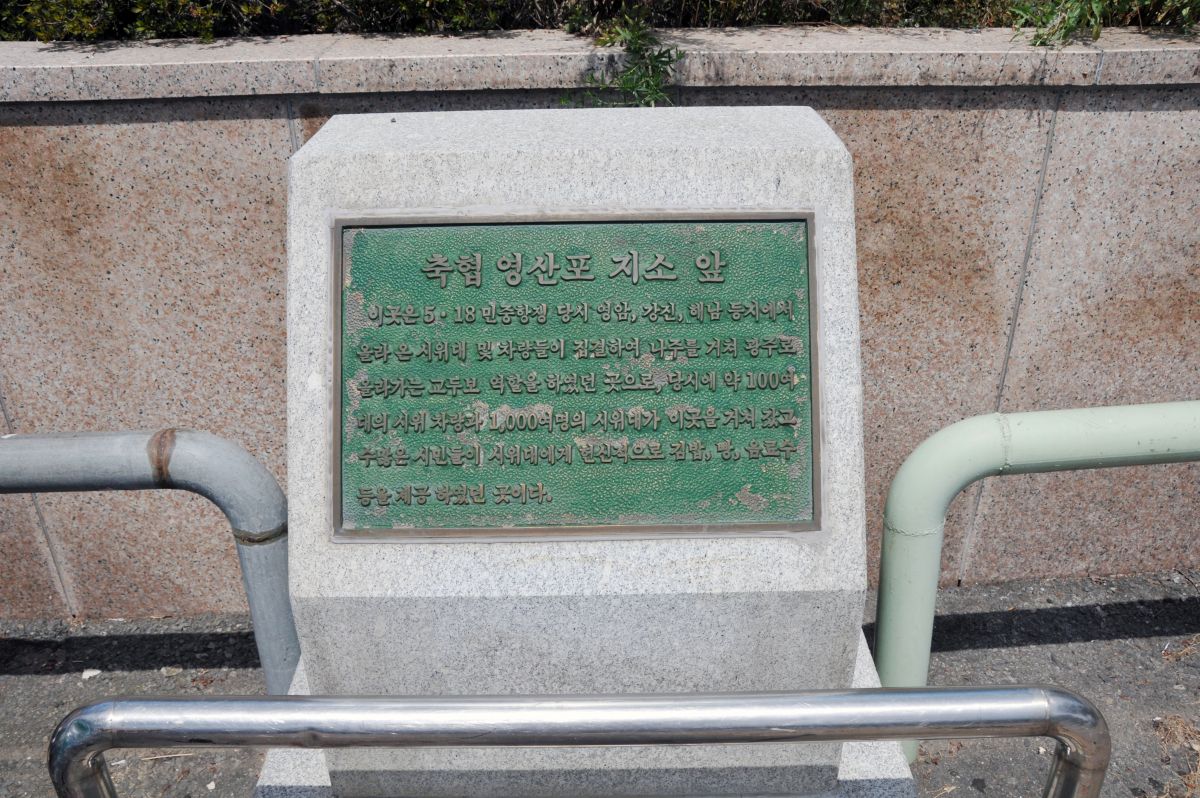 축협 영산포 지소 앞
이곳은 5·18 민중항쟁 당시 영암, 강진, 해남 등지에서
올라 온 시위대 및 차량들이 집결하여 나주를 거쳐 광주로
올라가는 교두보 역할을 하였던 곳으로, 당시에 약 100여
대의 시위 차량과 1,000여명의 시위대가 이곳을 거쳐 갔고
수많은 시민들이 시위대에게 헌신적으로 김밥, 빵, 음료수
등을 제공 하였던 곳이다.